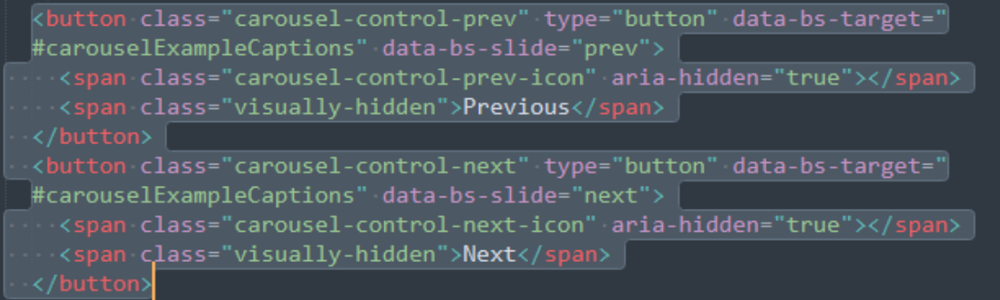 <button class="carousel-control-prev" type="button" data-bs-target="
#carouselExampleCaptions" data-bs-slide="prev">
<span class="carousel-control-prev-icon" aria-hidden="true"></span>
<span class="visually-hidden">Previous</span>
</button>
<button class="carousel-control-next" type="button" data-bs-target="
#carouselExampleCaptions" data-bs-slide="next">
<span class="carousel-control-next-icon" aria-hidden="true"></span>
<span class="visually-hidden">Next</span>
</button>